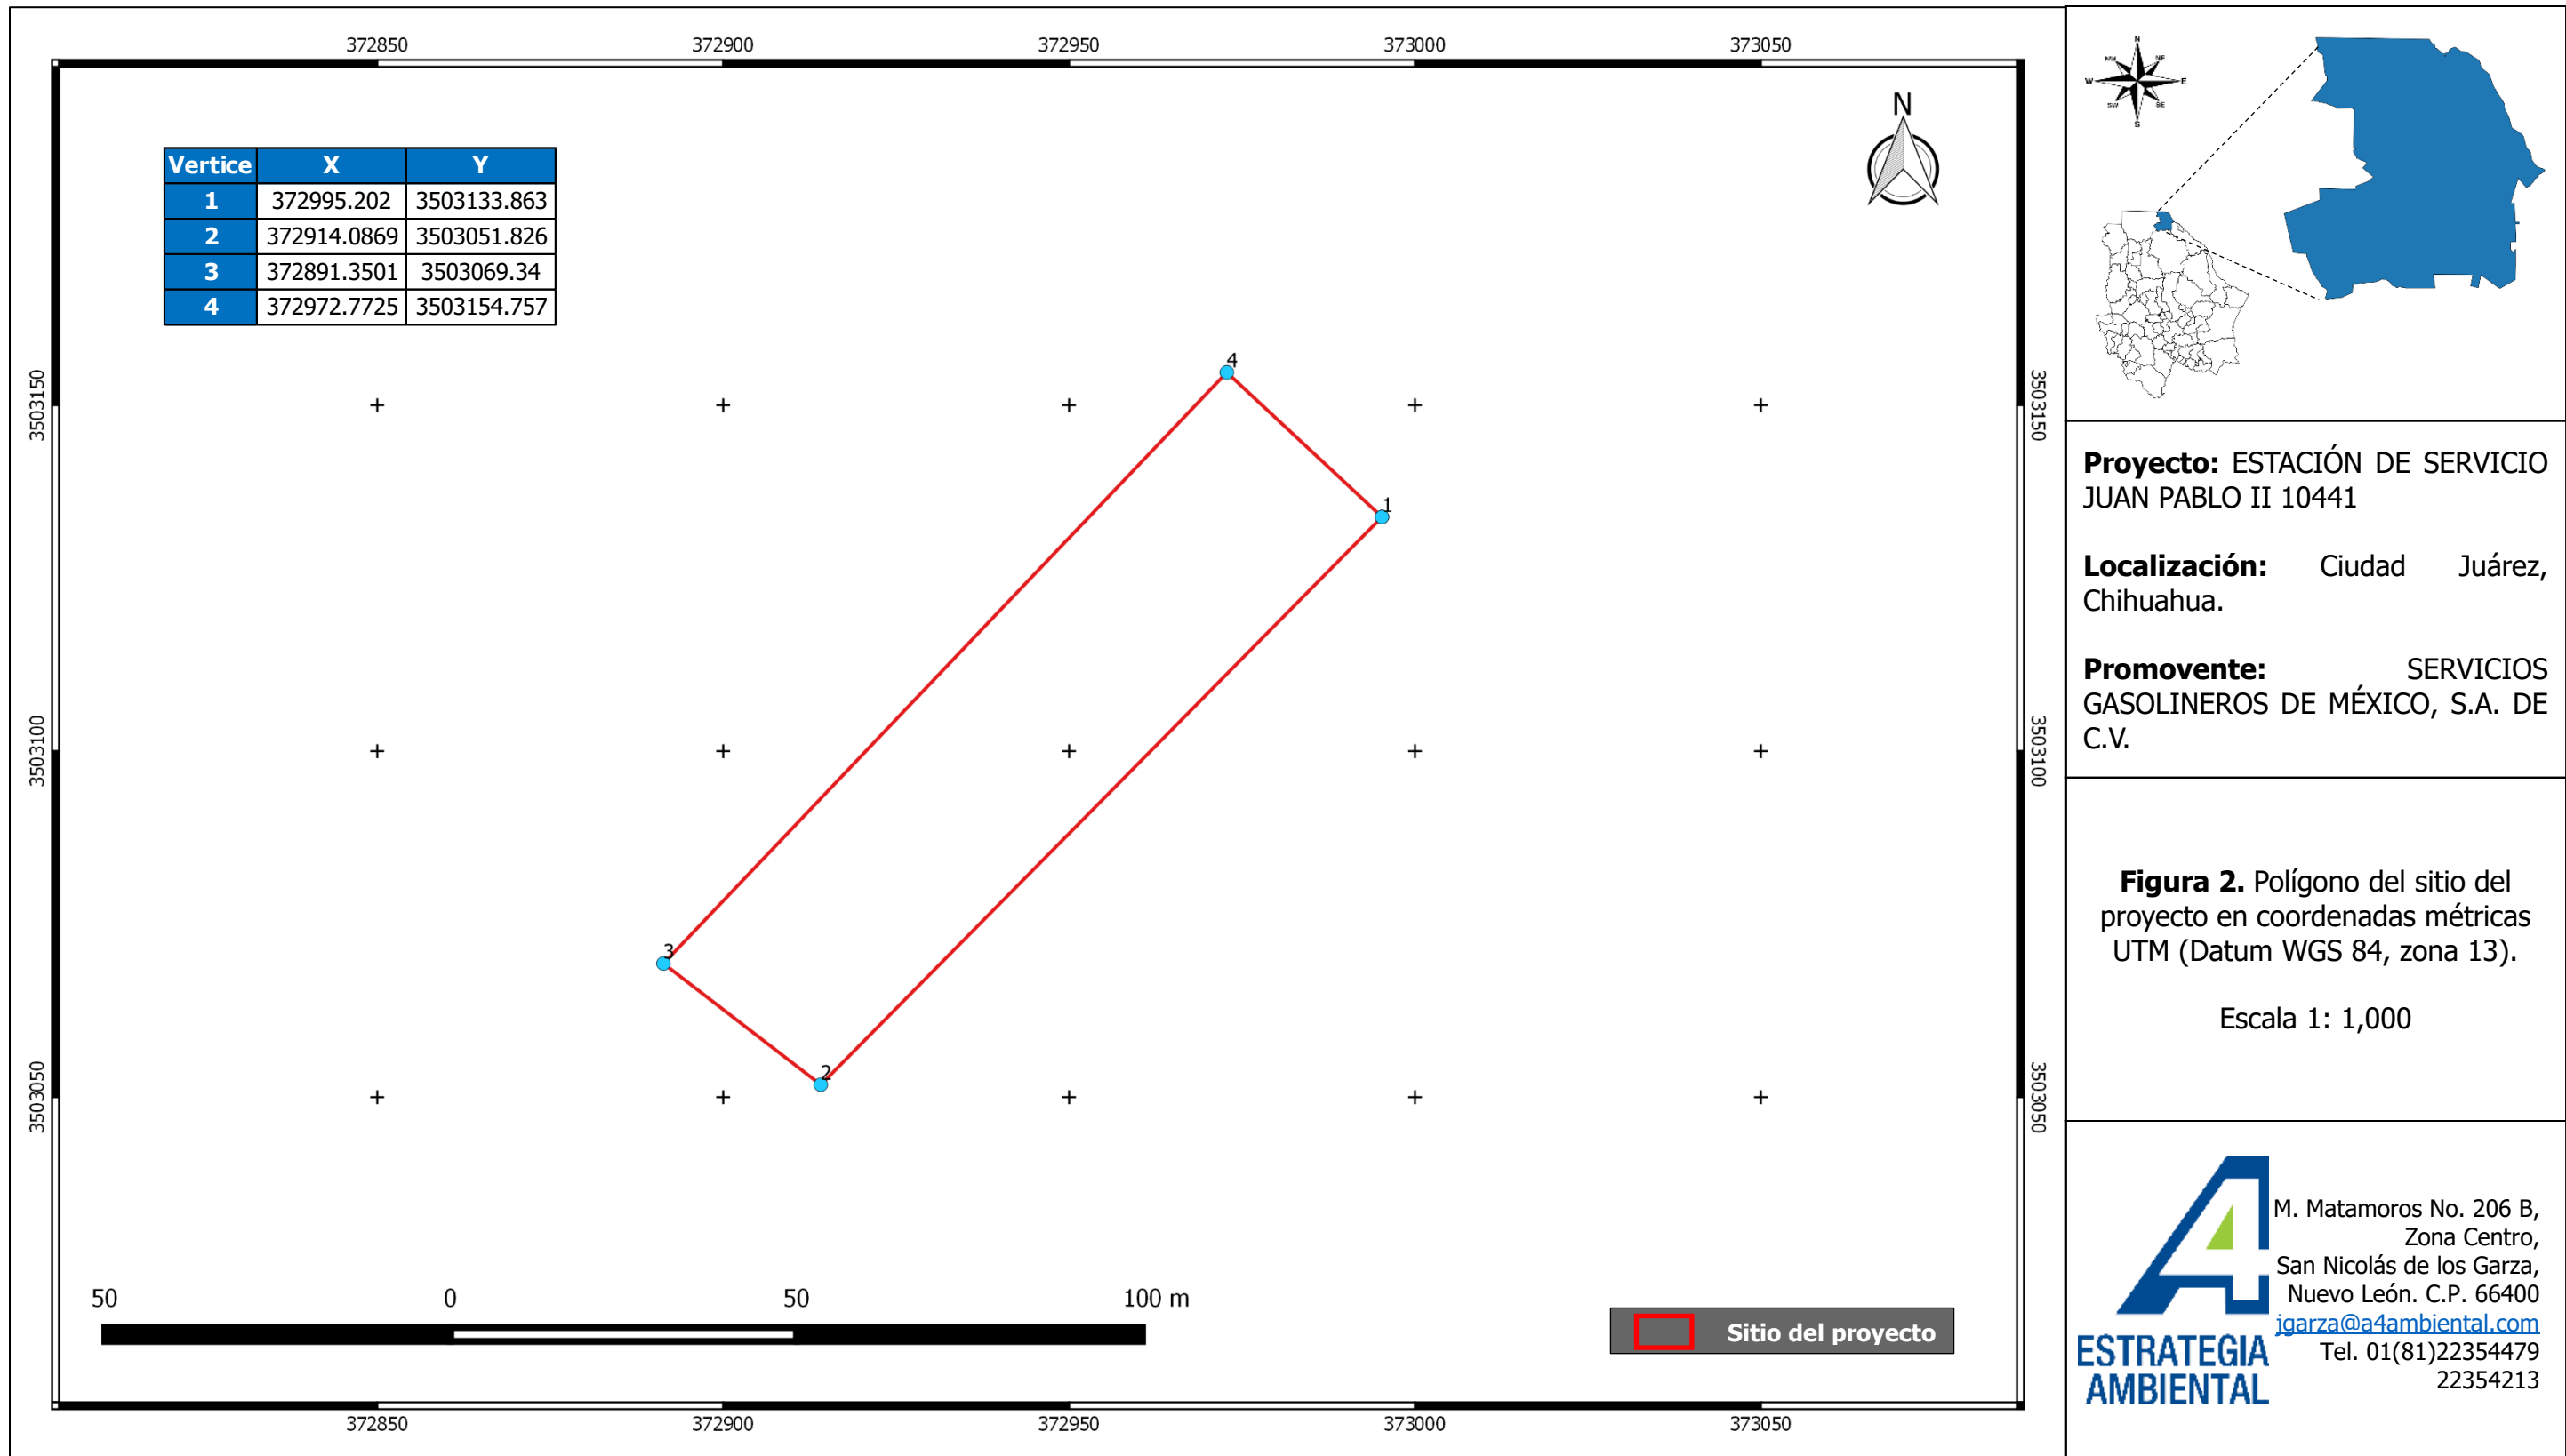 372850 372900 372950 373000 373050
Vertice X Y
1 372995.202 3503133.863
2 372914.0869 3503051.826
3 372891.3501 3503069.34
4 372972.7725 3503154.757
N
4
1
3
2
3503150
3503100
3503050
3503150
3503100
3503050
50 0 50 100 m
Sitio del proyecto
372850 372900 372950 373000 373050
N
NE
E
SE
S
SW
W
NW
Proyecto: ESTACIÓN DE SERVICIO
JUAN PABLO II 10441
Localización: Ciudad Juárez,
Chihuahua.
Promovente: SERVICIOS
GASOLINEROS DE MÉXICO, S.A. DE
C.V.
Figura 2. Polígono del sitio del
proyecto en coordenadas métricas
UTM (Datum WGS 84, zona 13).
Escala 1: 1,000
A4
ESTRATEGIA
AMBIENTAL
M. Matamoros No. 206 B,
Zona Centro,
San Nicolás de los Garza,
Nuevo León. C.P. 66400
jgarza@a4ambiental.com
Tel. 01(81)22354479
22354213